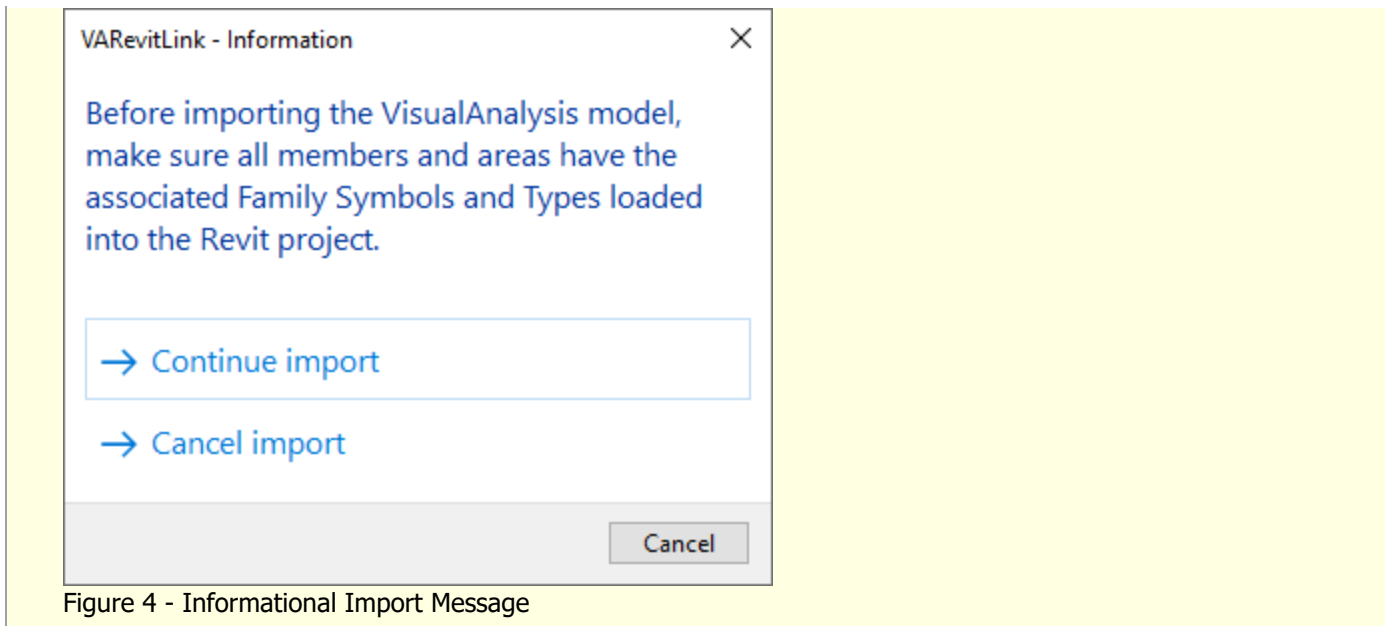 VARevitLink - Information
Before importing the VisualAnalysis model,
make sure all members and areas have the
associated Family Symbols and Types loaded
into the Revit project.
→ Continue import
→ Cancel import
Cancel
Figure 4 - Informational Import Message